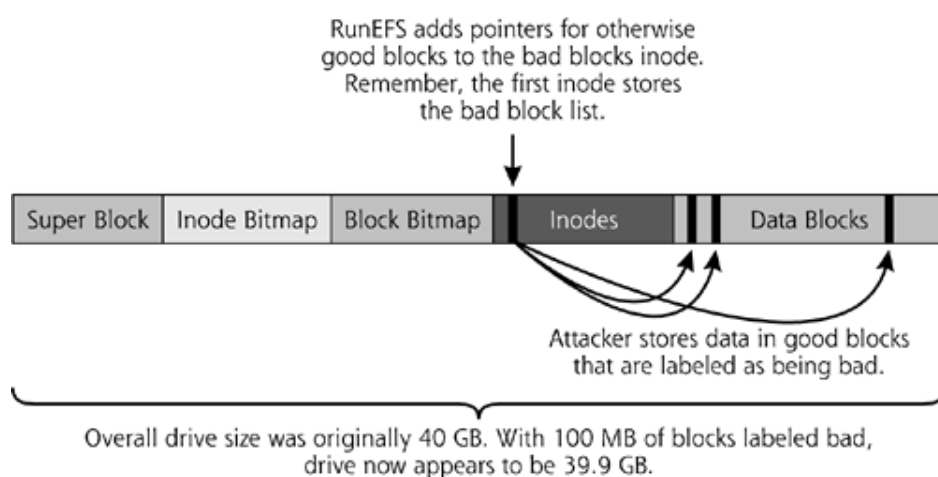 RunEFS adds pointers for otherwise
good blocks to the bad blocks inode.
Remember, the first inode stores
the bad block list.
Super Block
Inode Bitmap
Block Bitmap
Inodes
Data Blocks
Attacker stores data in good blocks
that are labeled as being bad.
Overall drive size was originally 40 GB. With 100 MB of blocks labeled bad,
drive now appears to be 39.9 GB.